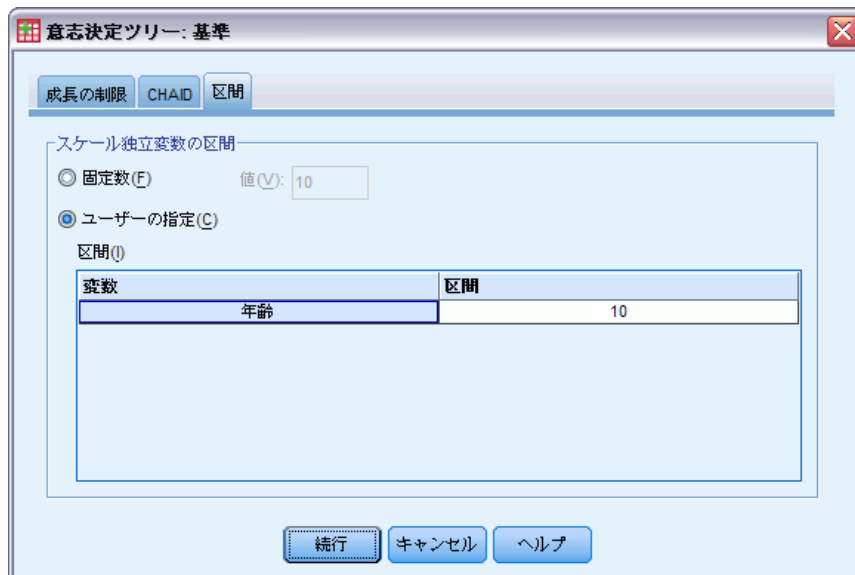 意志決定ツリー: 基準
成長の制限 CHAID 区間
スケール独立変数の区間
固定数(F) 値(V): 10
ユーザーの指定(C)
区間(I)
変数 区間
年齢 10
続行 キャンセル ヘルプ